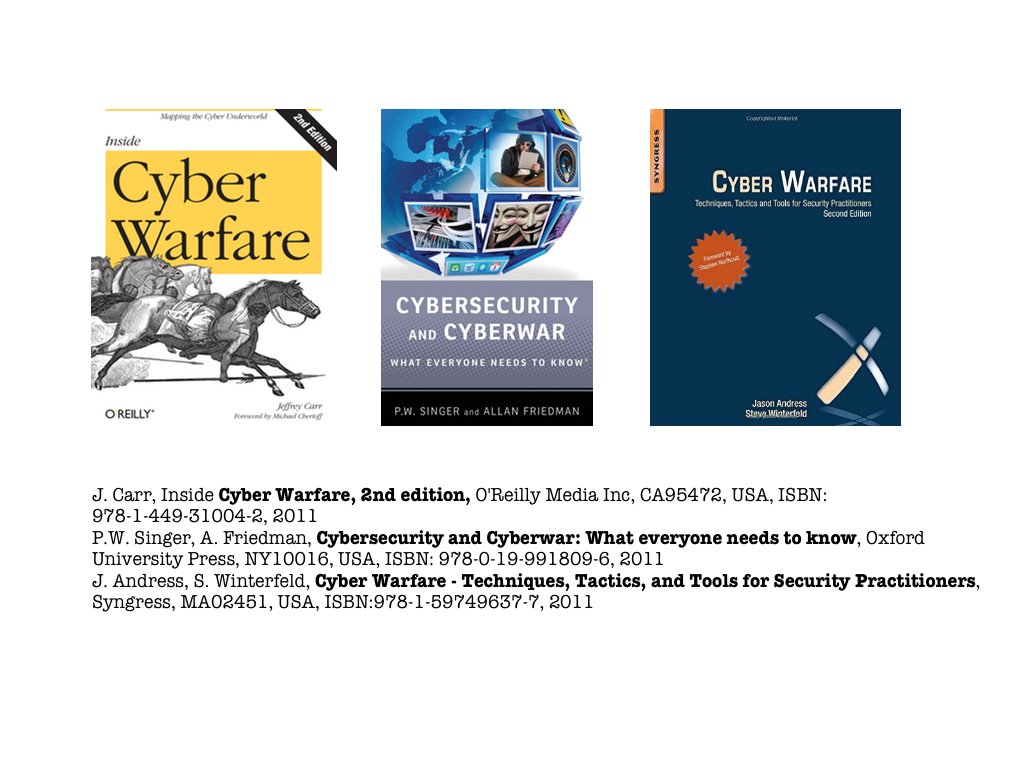 Mapping the Cyber Underworld
2nd Edition
Inside
Cyber
Warfare
O'REILLY®
Jeffrey Carr
Foreword by Michael Chertoff
CYBERSECURITY
AND CYBERWAR
WHAT EVERYONE NEEDS TO KNOW®
P.W. SINGER and ALLAN FRIEDMAN
SYNGRESS
Copyrighted Material
CYBER WARFARE
Techniques, Tactics and Tools for Security Practitioners
Second Edition
Foreword by
Stephen Northcutt
Jason Andress
Steve Winterfeld
J. Carr, Inside Cyber Warfare, 2nd edition, O'Reilly Media Inc, CA95472, USA, ISBN:
978-1-449-31004-2, 2011
P.W. Singer, A. Friedman, Cybersecurity and Cyberwar: What everyone needs to know, Oxford
University Press, NY10016, USA, ISBN: 978-0-19-991809-6, 2011
J. Andress, S. Winterfeld, Cyber Warfare - Techniques, Tactics, and Tools for Security Practitioners,
Syngress, MA02451, USA, ISBN:978-1-59749637-7, 2011